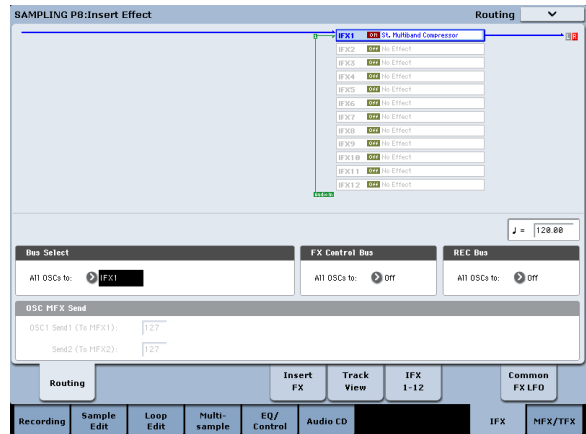 SAMPLING P8:Insert Effect Routing
IFX1 On St. Multiband Compressor L R
IFX2 Off No Effect
IFX3 Off No Effect
IFX4 Off No Effect
IFX5 Off No Effect
IFX6 Off No Effect
IFX7 Off No Effect
IFX8 Off No Effect
IFX9 Off No Effect
IFX10 Off No Effect
IFX11 Off No Effect
IFX12 Off No Effect
Audio In
♩ = 120.00
Bus Select FX Control Bus REC Bus
All OSCs to: IFX1 All OSCs to: Off All OSCs to: Off
OSC MFX Send
OSC1 Send1 (To MFX1): 127
Send2 (To MFX2): 127
Routing Insert FX Track View IFX 1-12 Common FX LFO
Recording Sample Edit Loop Edit Multi-sample EQ/Control Audio CD IFX MFX/TFX